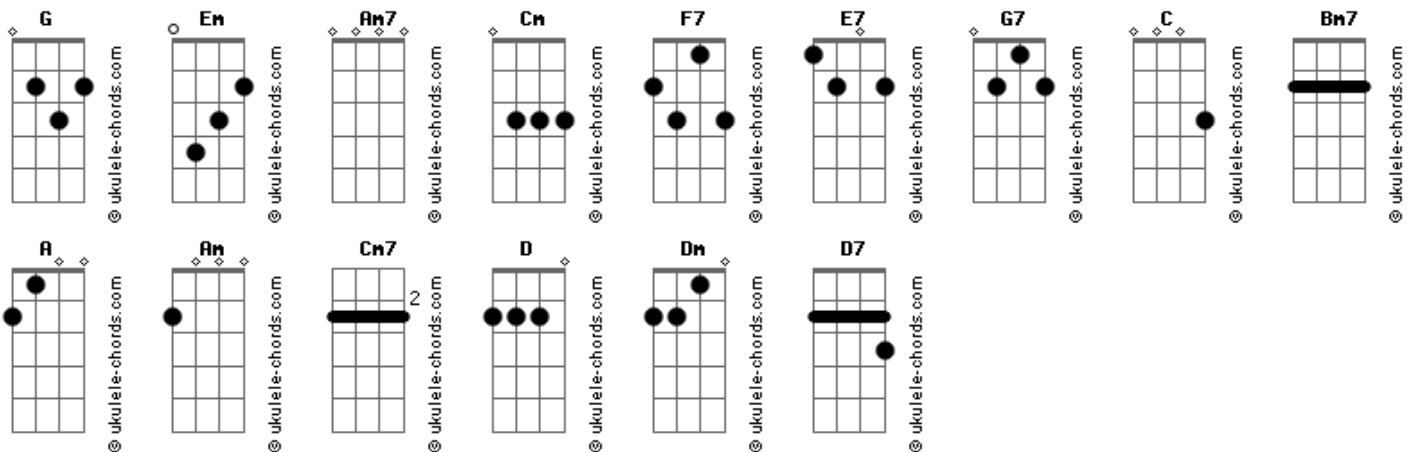 G Em Am7 Cm F7 E7 G7 C Bm7
© ukulele-chords.com © ukulele-chords.com © ukulele-chords.com © ukulele-chords.com © ukulele-chords.com © ukulele-chords.com © ukulele-chords.com © ukulele-chords.com © ukulele-chords.com
A Am Cm7 D Dm D7
2
© ukulele-chords.com © ukulele-chords.com © ukulele-chords.com © ukulele-chords.com © ukulele-chords.com © ukulele-chords.com